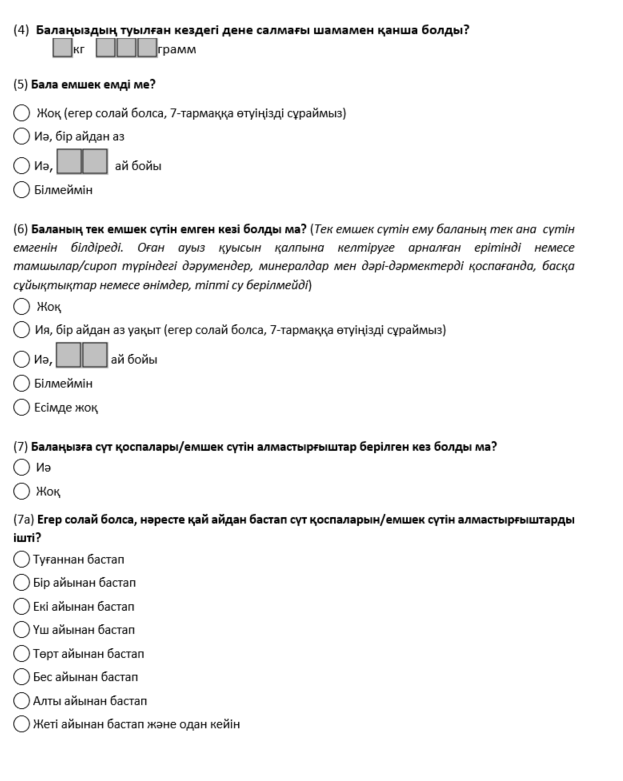 (4) Балаңыздың туылған кездегі дене салмағы шамамен қанша болды?
кг грамм
(5) Бала емшек емді ме?
Жоқ (егер солай болса, 7-тармаққа өтуіңізді сұраймыз)
Иә, бір айдан аз
Иә, ай бойы
Білмеймін
(6) Баланың тек емшек сүтін емген кезі болды ма? (Тек емшек сүтін ему баланың тек ана сүтін
емгенін білдіреді. Оған ауыз қуысын қалпына келтіруге арналған ерітінді немесе
тамшылар/сироп түріндегі дәрумендер, минералдар мен дәрі-дәрмектерді қоспағанда, басқа
сұйықтықтар немесе өнімдер, тіпті су берілмейді)
Жоқ
Ия, бір айдан аз уақыт (егер солай болса, 7-тармаққа өтуіңізді сұраймыз)
Иә, ай бойы
Білмеймін
Есімде жоқ
(7) Балаңызға сүт қоспалары/емшек сүтін алмастырғыштар берілген кез болды ма?
Иә
Жоқ
(7а) Егер солай болса, нәресте қай айдан бастап сүт қоспаларын/емшек сүтін алмастырғыштарды
ішті?
Туғаннан бастап
Бір айынан бастап
Екі айынан бастап
Үш айынан бастап
Төрт айынан бастап
Бес айынан бастап
Алты айынан бастап
Жеті айынан бастап және одан кейін